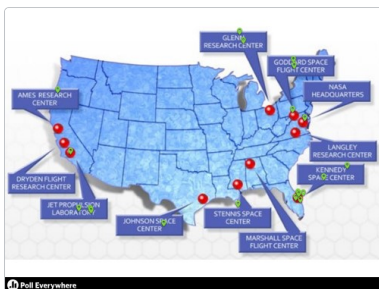 GLENN
RESEARCH CENTER
GODDARD SPACE
FLIGHT CENTER
NASA
HEADQUARTERS
AMES RESEARCH
CENTER
LANGLEY
RESEARCH CENTER
KENNEDY
SPACE CENTER
DRYDEN FLIGHT
RESEARCH CENTER
JET PROPULSION
LABORATORY
JOHNSON SPACE
CENTER
STENNIS SPACE
CENTER
MARSHALL SPACE
FLIGHT CENTER
Poll Everywhere